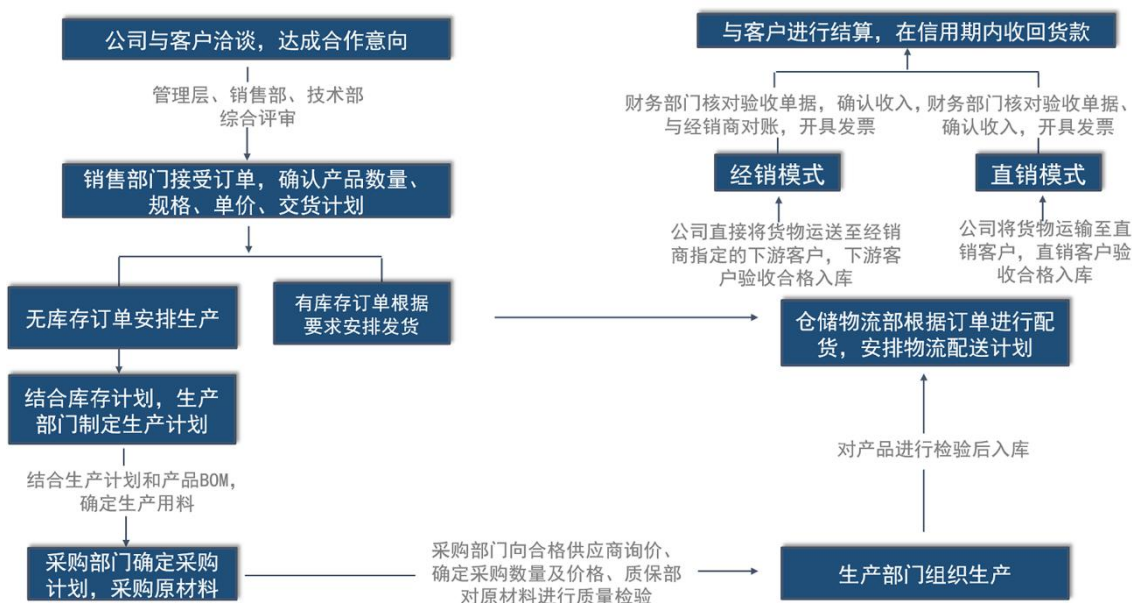 公司与客户洽谈，达成合作意向
管理层、销售部、技术部
综合评审
销售部门接受订单，确认产品数量、
规格、单价、交货计划
无库存订单安排生产
有库存订单根据
要求安排发货
结合库存计划，生产
部门制定生产计划
结合生产计划和产品BOM，
确定生产用料
采购部门确定采购
计划，采购原材料
采购部门向合格供应商询价、
确定采购数量及价格、质保部
对原材料进行质量检验
生产部门组织生产
对产品进行检验后入库
仓储物流部根据订单进行配
货，安排物流配送计划
公司直接将货物运送至经销
商指定的下游客户，下游客
户验收合格入库
公司将货物运输至直
销客户，直销客户验
收合格入库
经销模式
直销模式
财务部门核对验收单据，确认收入，
与经销商对账，开具发票
财务部门核对验收单据、
确认收入，开具发票
与客户进行结算，在信用期内收回货款